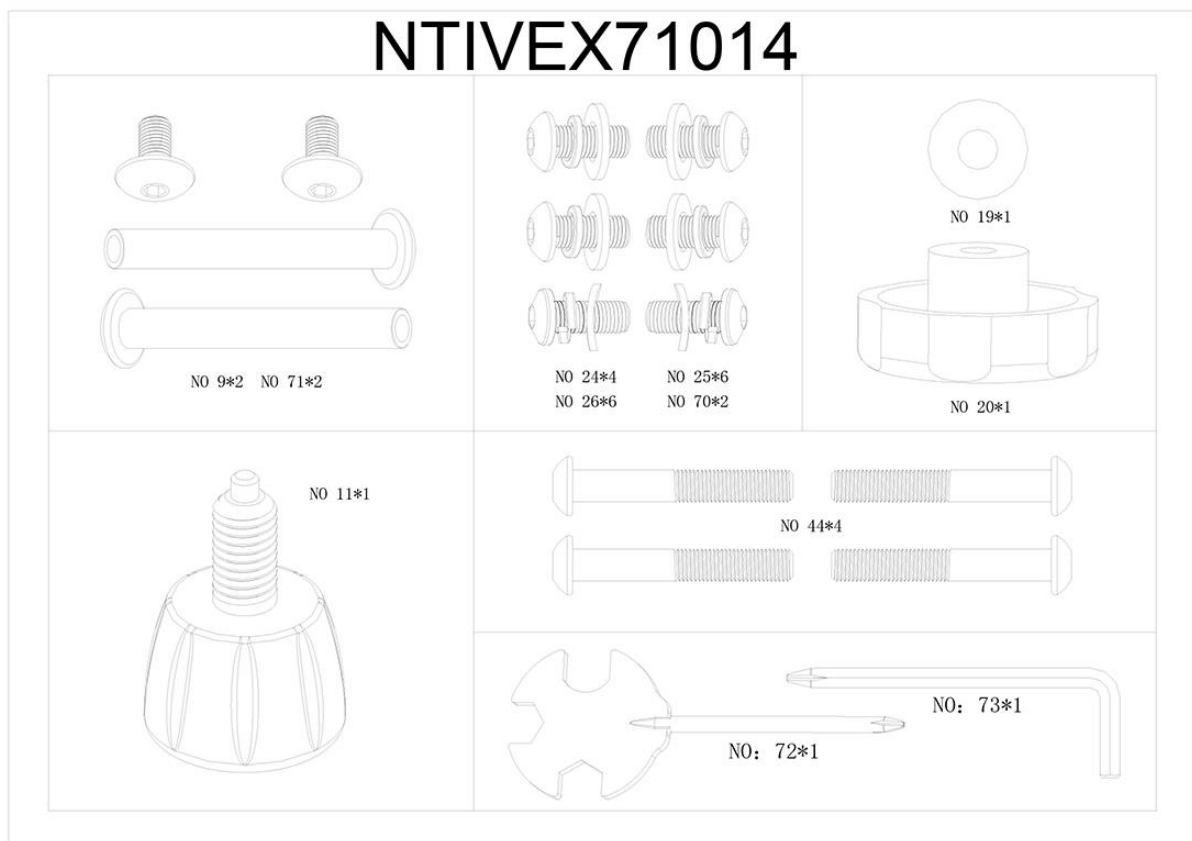 NTIVEX71014
NO 9*2 NO 71*2
NO 24*4 NO 25*6
NO 26*6 NO 70*2
NO 19*1
NO 20*1
NO 11*1
NO 44*4
NO: 72*1
NO: 73*1